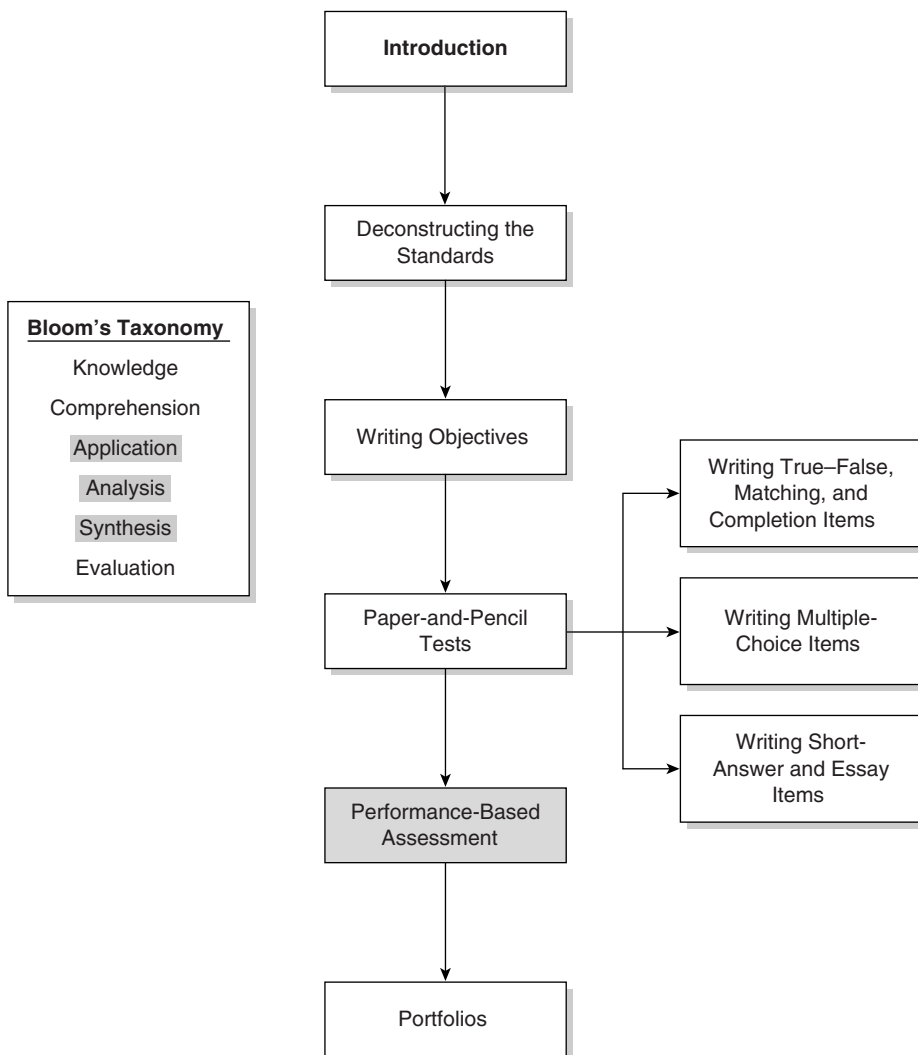 Introduction
Deconstructing the
Standards
Bloom's Taxonomy
Knowledge
Comprehension
Application
Analysis
Synthesis
Evaluation
Writing Objectives
Writing True–False,
Matching, and
Completion Items
Paper-and-Pencil
Tests
Writing Multiple-
Choice Items
Writing Short-
Answer and Essay
Items
Performance-Based
Assessment
Portfolios